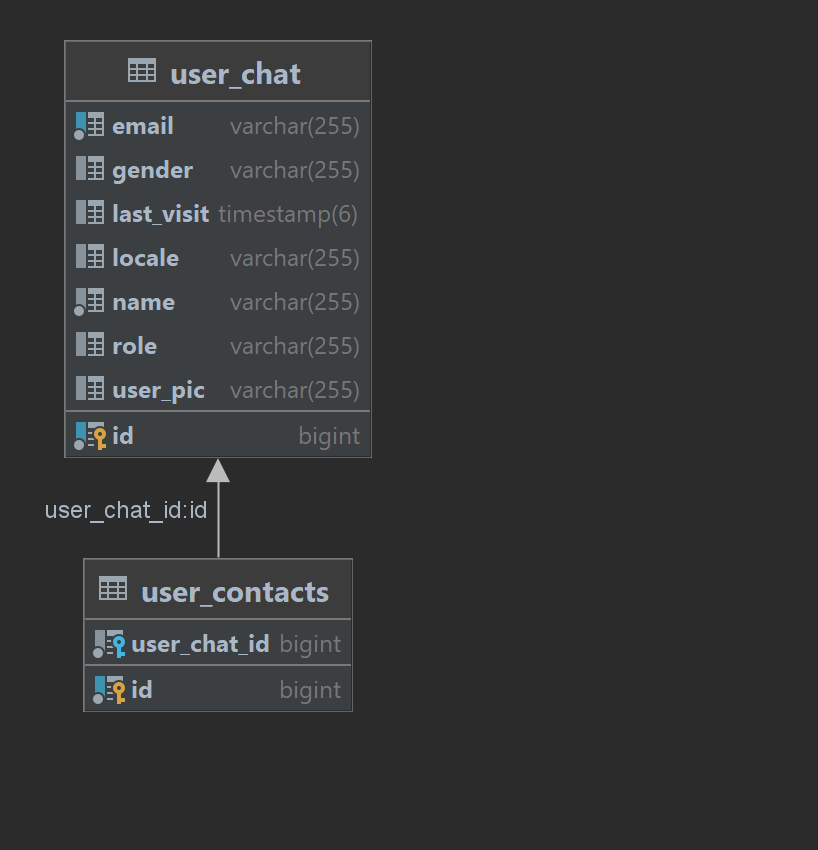 user_chat
email varchar(255)
gender varchar(255)
last_visit timestamp(6)
locale varchar(255)
name varchar(255)
role varchar(255)
user_pic varchar(255)
id bigint
user_chat_id:id
user_contacts
user_chat_id bigint
id bigint